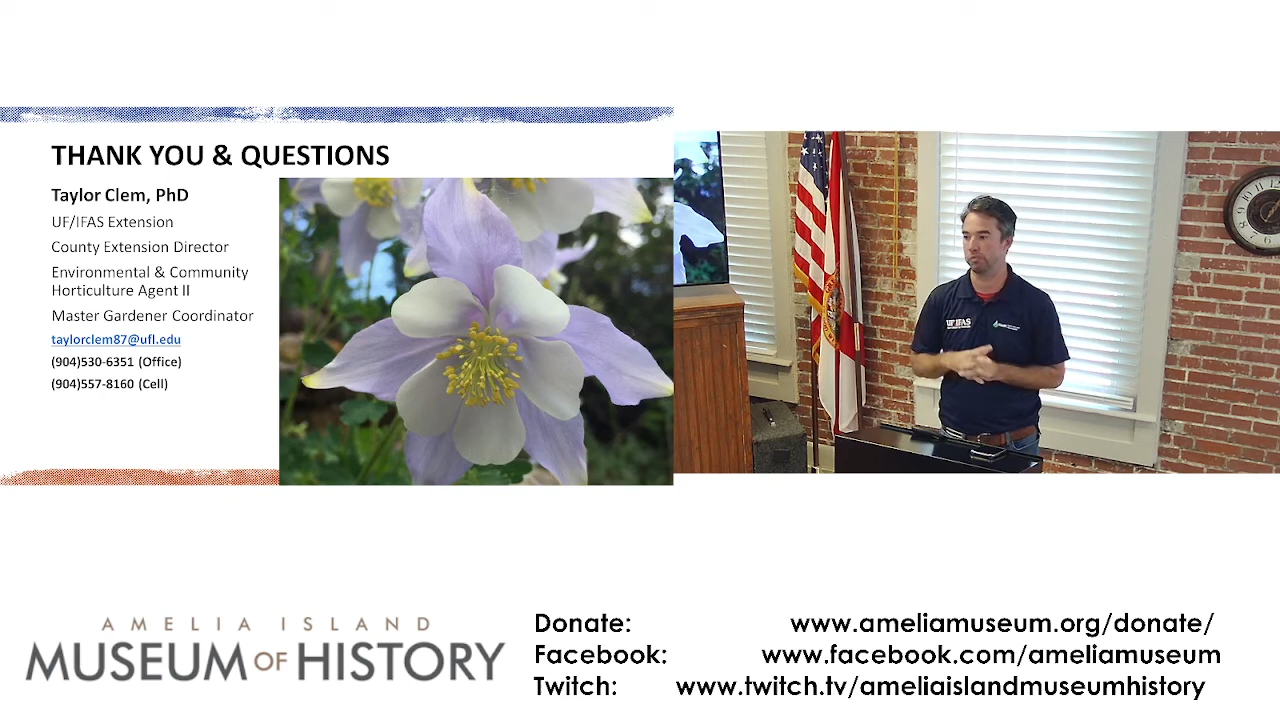 THANK YOU & QUESTIONS
Taylor Clem, PhD
UF/IFAS Extension
County Extension Director
Environmental & Community
Horticulture Agent II
Master Gardener Coordinator
taylorclem87@ufl.edu
(904)530-6351 (Office)
(904)557-8160 (Cell)
UF IFAS
AMELIA ISLAND
MUSEUM OF HISTORY
Donate: www.ameliamuseum.org/donate/
Facebook: www.facebook.com/ameliamuseum
Twitch: www.twitch.tv/ameliaislandmuseumhistory